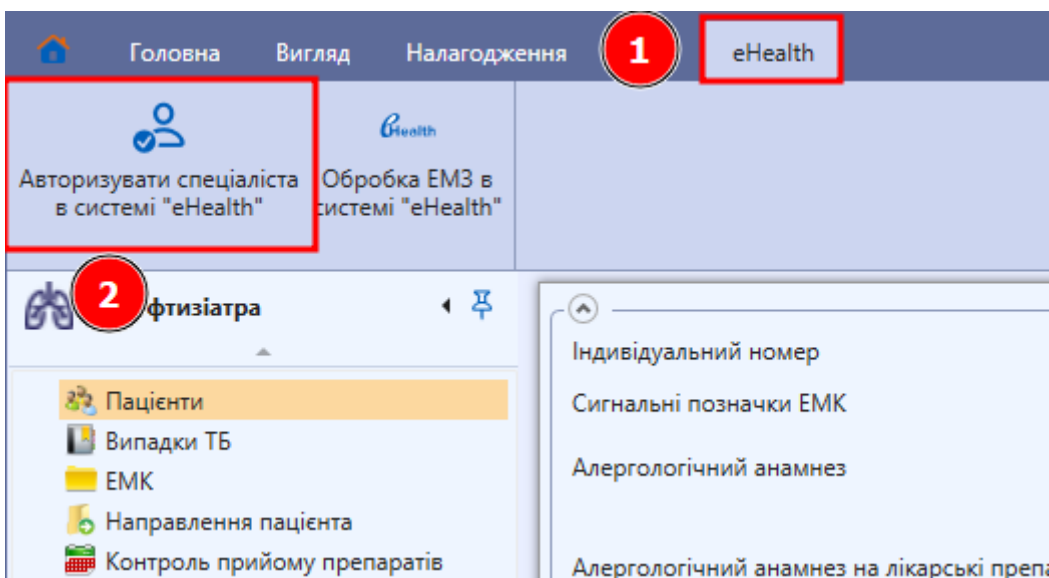 Головна Вигляд Налагодження 1 eHealth
eHealth
Авторизувати спеціаліста
в системі "eHealth"
Обробка ЕМЗ в
системі "eHealth"
2 фтизіатра
Пацієнти
Випадки ТБ
ЕМК
Направлення пацієнта
Контроль прийому препаратів
Індивідуальний номер
Сигнальні позначки ЕМК
Алергологічний анамнез
Алергологічний анамнез на лікарські